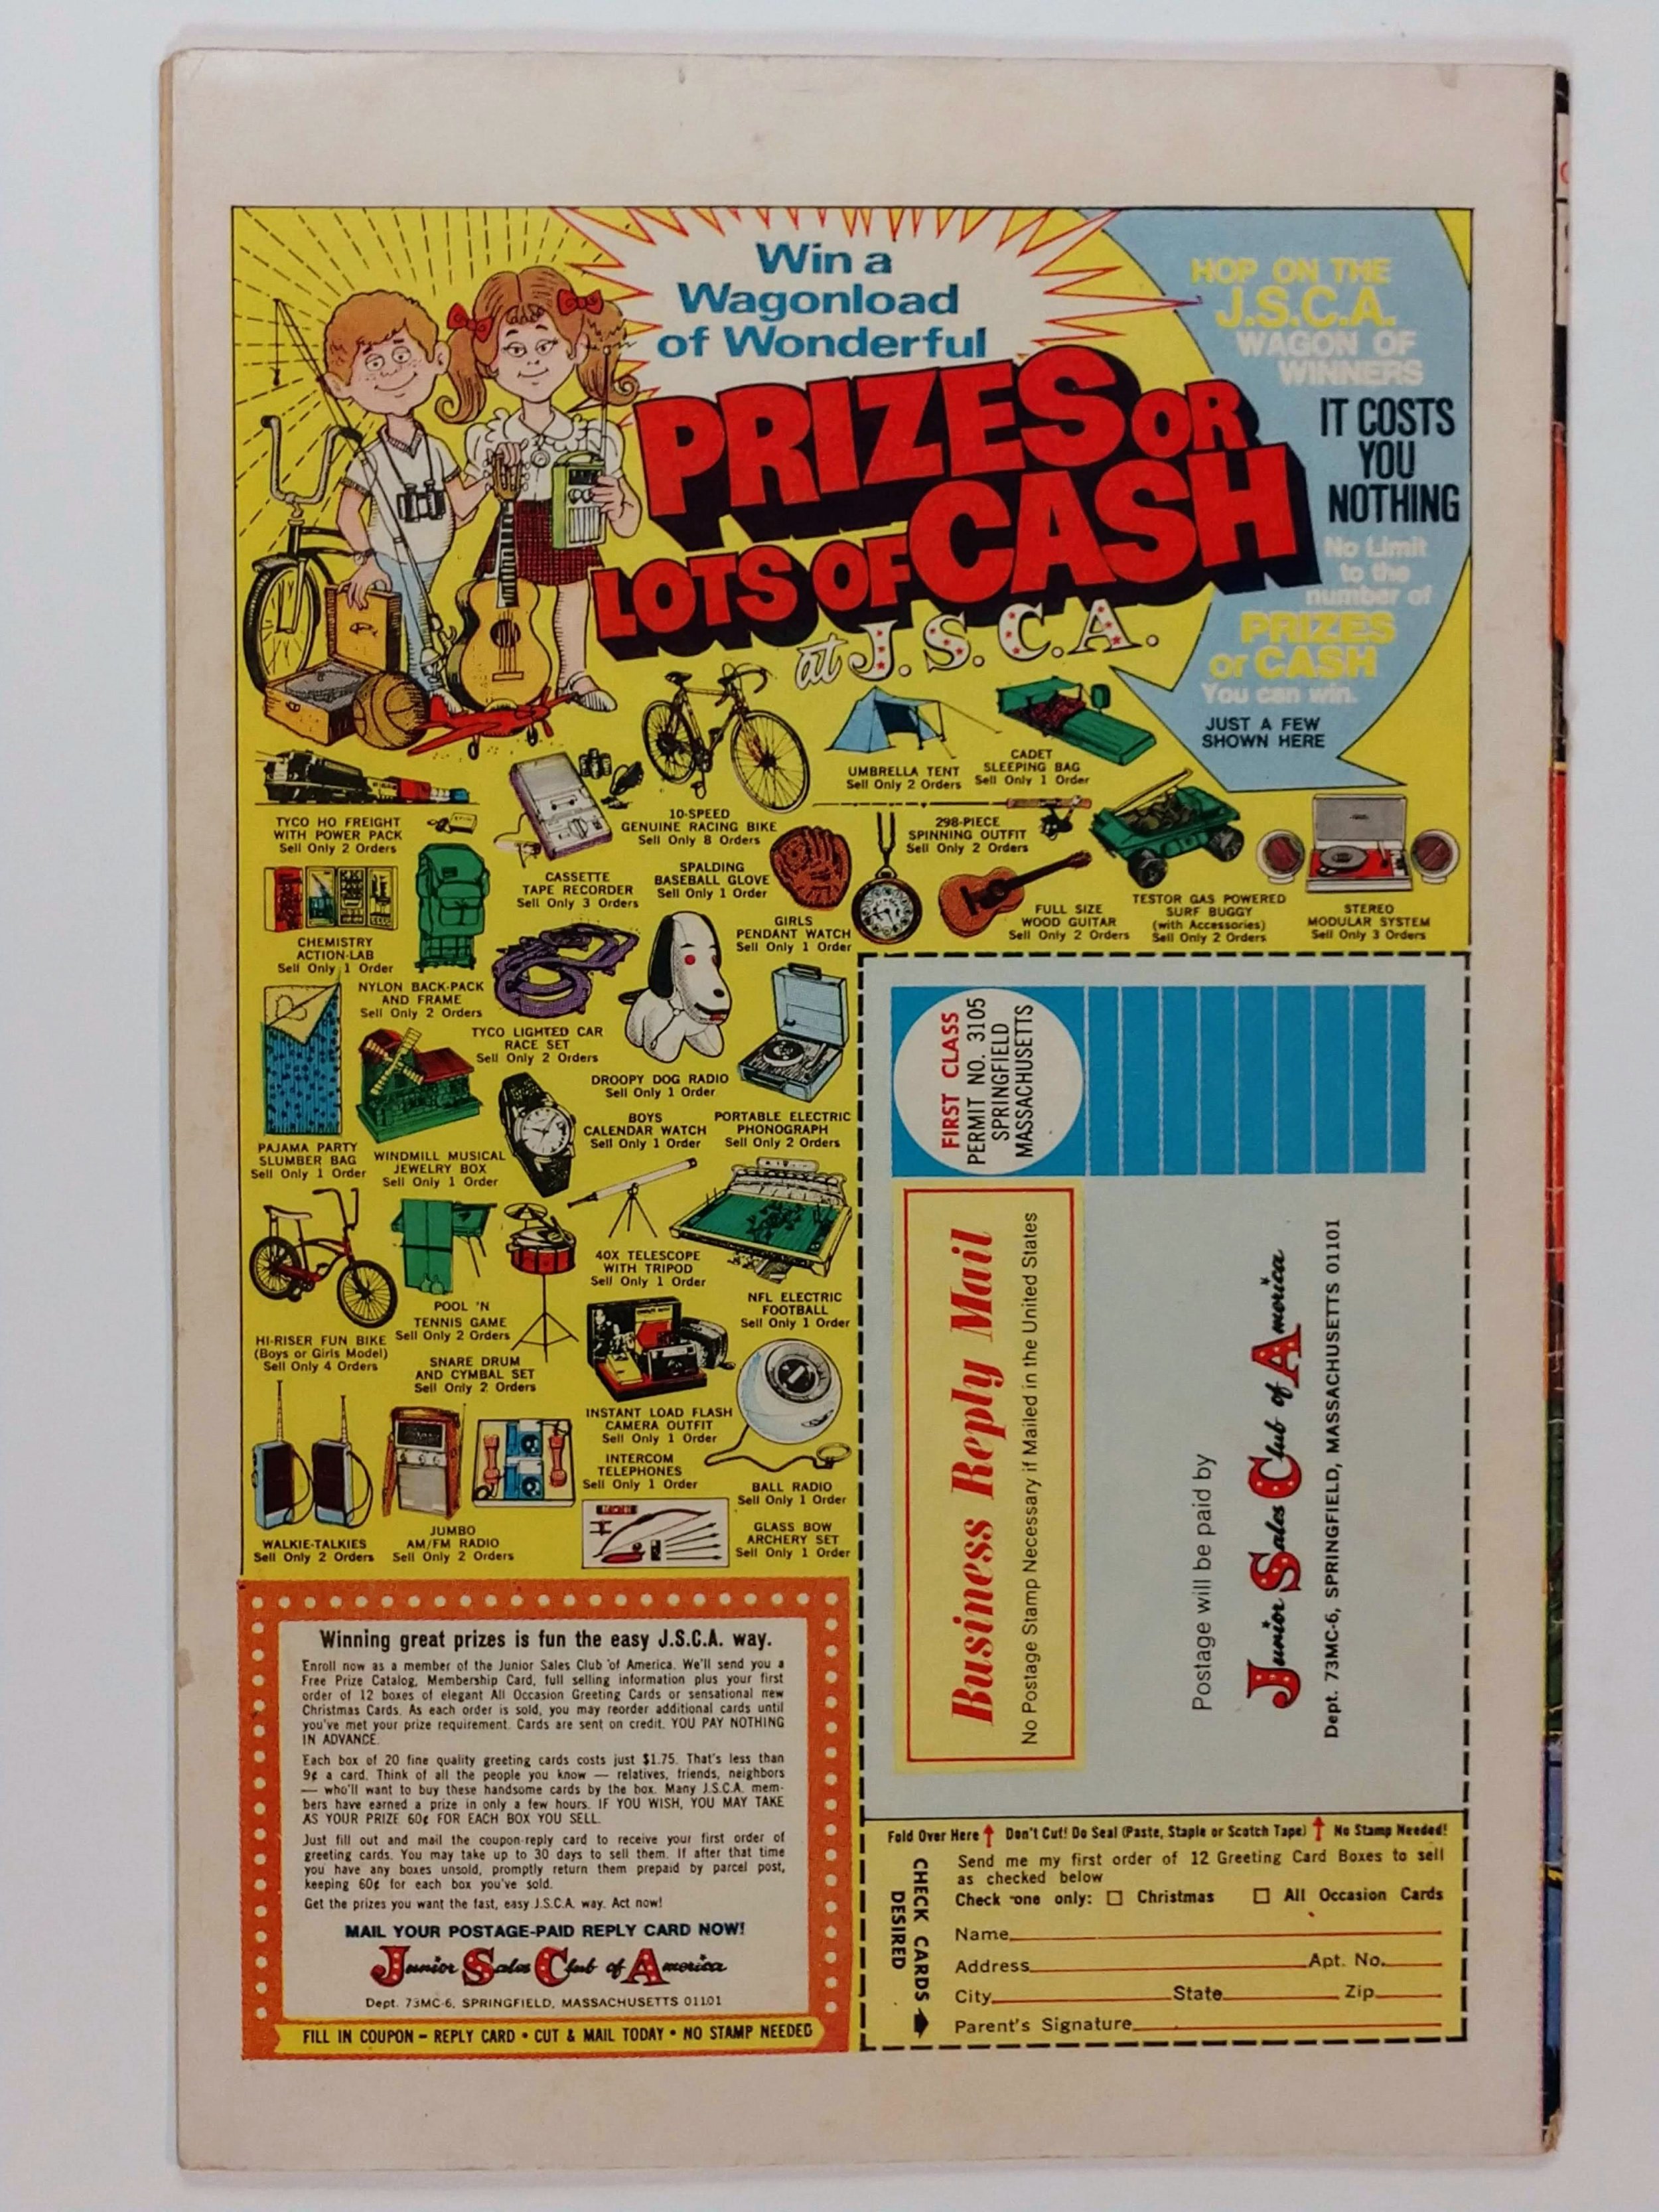 Win a
Wagonload
of Wonderful
PRIZES OR
LOTS OF CASH
at J.S.C.A.
HOP ON THE
J.S.C.A.
WAGON OF
WINNERS
IT COSTS
YOU
NOTHING
No Limit
to the
number of
PRIZES
or CASH
You can win.
JUST A FEW
SHOWN HERE
UMBRELLA TENT
Sell Only 2 Orders
CADET
SLEEPING BAG
Sell Only 1 Order
TYCO HO FREIGHT
WITH POWER PACK
Sell Only 2 Orders
10-SPEED
GENUINE RACING BIKE
Sell Only 8 Orders
298-PIECE
SPINNING OUTFIT
Sell Only 2 Orders
CASSETTE
TAPE RECORDER
Sell Only 3 Orders
SPALDING
BASEBALL GLOVE
Sell Only 1 Order
GIRLS
PENDANT WATCH
Sell Only 1 Order
FULL SIZE
WOOD GUITAR
Sell Only 2 Orders
TESTOR GAS POWERED
SURF BUGGY
(with Accessories)
Sell Only 2 Orders
STEREO
MODULAR SYSTEM
Sell Only 3 Orders
CHEMISTRY
ACTION-LAB
Sell Only 1 Order
NYLON BACK-PACK
AND FRAME
Sell Only 2 Orders
TYCO LIGHTED CAR
RACE SET
Sell Only 2 Orders
DROOPY DOG RADIO
Sell Only 1 Order
BOYS
CALENDAR WATCH
Sell Only 1 Order
PORTABLE ELECTRIC
PHONOGRAPH
Sell Only 2 Orders
PAJAMA PARTY
SLUMBER BAG
Sell Only 1 Order
WINDMILL MUSICAL
JEWELRY BOX
Sell Only 1 Order
40X TELESCOPE
WITH TRIPOD
Sell Only 1 Order
NFL ELECTRIC
FOOTBALL
Sell Only 1 Order
HI-RISER FUN BIKE
(Boys or Girls Model)
Sell Only 4 Orders
POOL 'N
TENNIS GAME
Sell Only 2 Orders
SNARE DRUM
AND CYMBAL SET
Sell Only 2 Orders
INSTANT LOAD FLASH
CAMERA OUTFIT
Sell Only 1 Order
INTERCOM
TELEPHONES
Sell Only 1 Order
BALL RADIO
Sell Only 1 Order
WALKIE-TALKIES
Sell Only 2 Orders
JUMBO
AM/FM RADIO
Sell Only 2 Orders
GLASS BOW
ARCHERY SET
Sell Only 1 Order
Winning great prizes is fun the easy J.S.C.A. way.
Enroll now as a member of the Junior Sales Club of America. We'll send you a
Free Prize Catalog, Membership Card, full selling information plus your first
order of 12 boxes of elegant All Occasion Greeting Cards or sensational new
Christmas Cards. As each order is sold, you may reorder additional cards until
you've met your prize requirement. Cards are sent on credit. YOU PAY NOTHING
IN ADVANCE.
Each box of 20 fine quality greeting cards costs just $1.75. That's less than
9¢ a card. Think of all the people you know — relatives, friends, neighbors
— who'll want to buy these handsome cards by the box. Many J.S.C.A. mem-
bers have earned a prize in only a few hours. IF YOU WISH, YOU MAY TAKE
AS YOUR PRIZE 60¢ FOR EACH BOX YOU SELL.
Just fill out and mail the coupon-reply card to receive your first order of
greeting cards. You may take up to 30 days to sell them. If after that time
you have any boxes unsold, promptly return them prepaid by parcel post,
keeping 60¢ for each box you've sold.
Get the prizes you want the fast, easy J.S.C.A. way. Act now!
MAIL YOUR POSTAGE-PAID REPLY CARD NOW!
Junior Sales Club of America
Dept. 73MC-6, SPRINGFIELD, MASSACHUSETTS 01101
FILL IN COUPON – REPLY CARD • CUT & MAIL TODAY • NO STAMP NEEDED
FIRST CLASS
PERMIT NO. 3105
SPRINGFIELD
MASSACHUSETTS
Business Reply Mail
No Postage Stamp Necessary if Mailed in the United States
Postage will be paid by
Junior Sales Club of America
Dept. 73MC-6, SPRINGFIELD, MASSACHUSETTS 01101
Fold Over Here ↑ Don't Cut! Do Seal (Paste, Staple or Scotch Tape) ↑ No Stamp Needed!
CHECK CARDS
DESIRED
Send me my first order of 12 Greeting Card Boxes to sell
as checked below
Check one only: ☐ Christmas ☐ All Occasion Cards
Name
Address Apt. No.
City State Zip
Parent's Signature